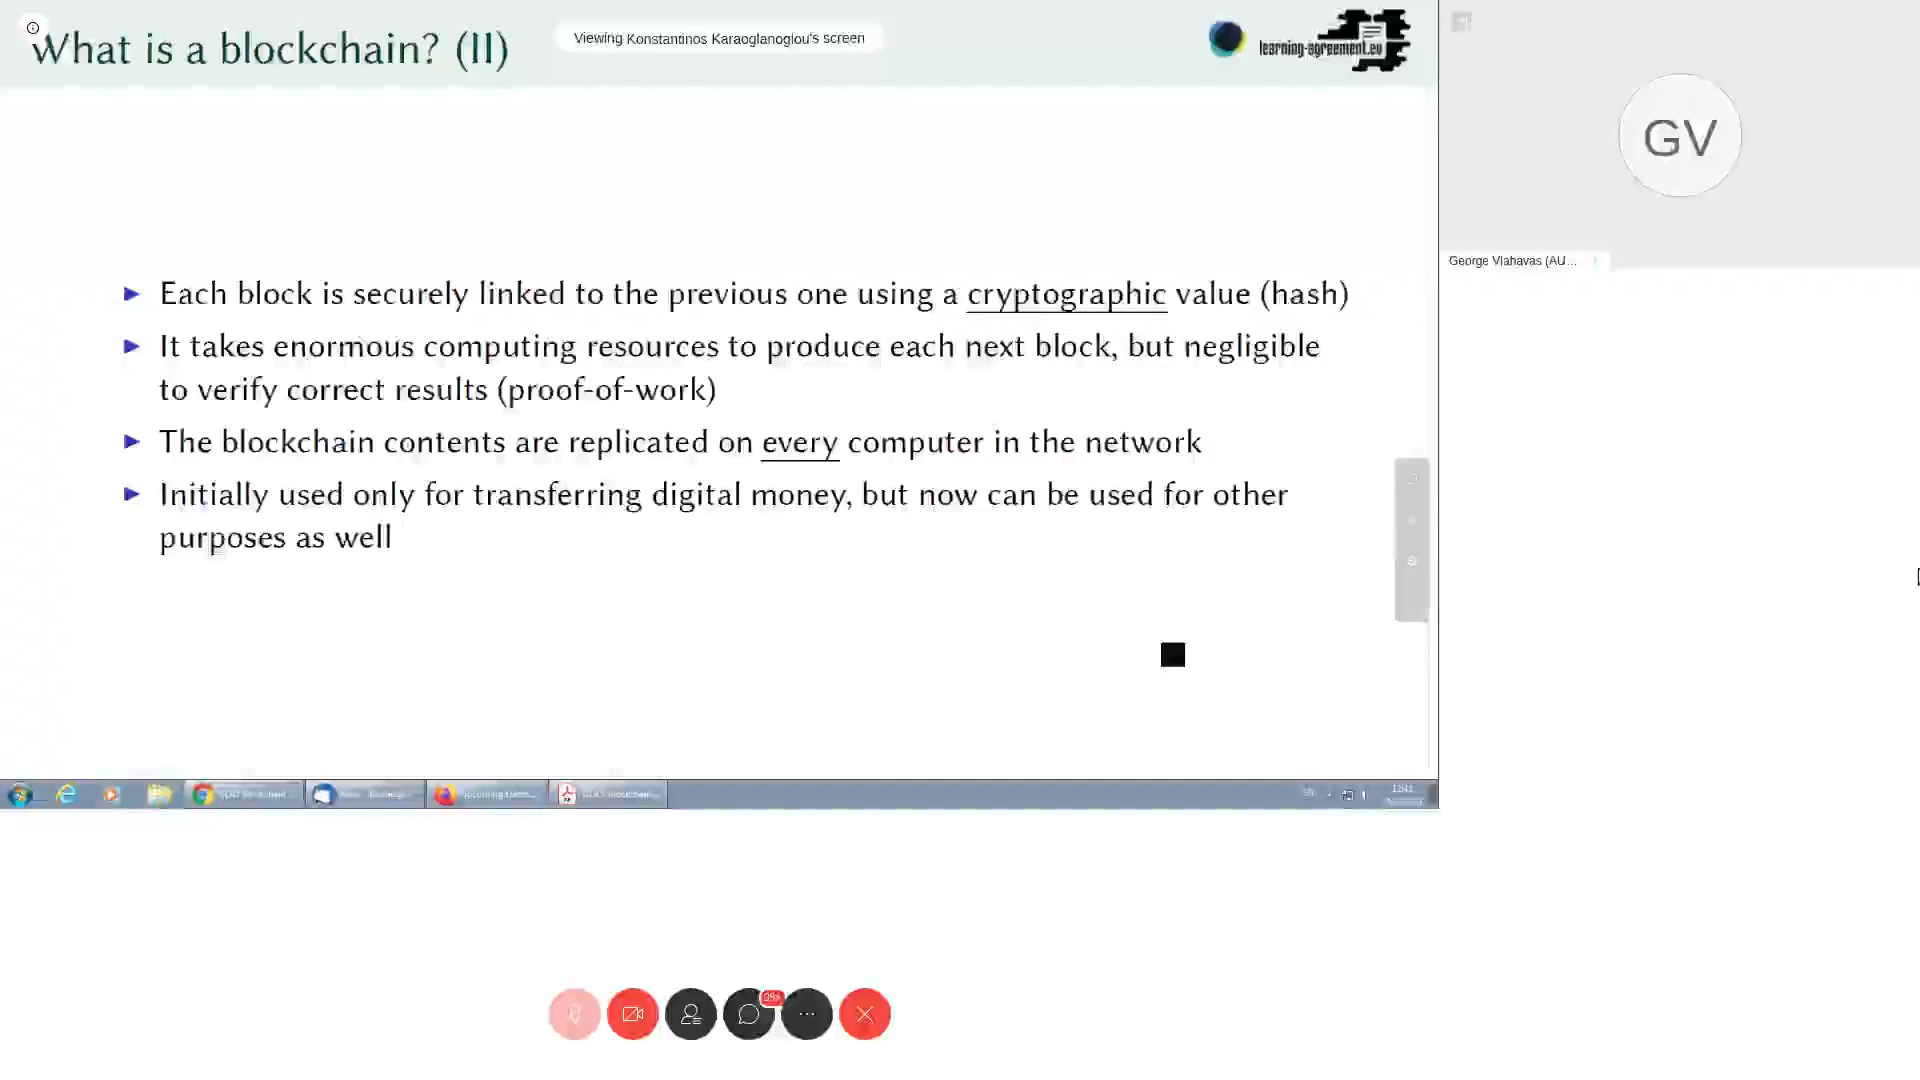 What is a blockchain? (II)
Viewing Konstantinos Karaoglanoglou's screen
learning-agreement.eu
GV
George Vlahavas (AU...
Each block is securely linked to the previous one using a cryptographic value (hash)
It takes enormous computing resources to produce each next block, but negligible
to verify correct results (proof-of-work)
The blockchain contents are replicated on every computer in the network
Initially used only for transferring digital money, but now can be used for other
purposes as well